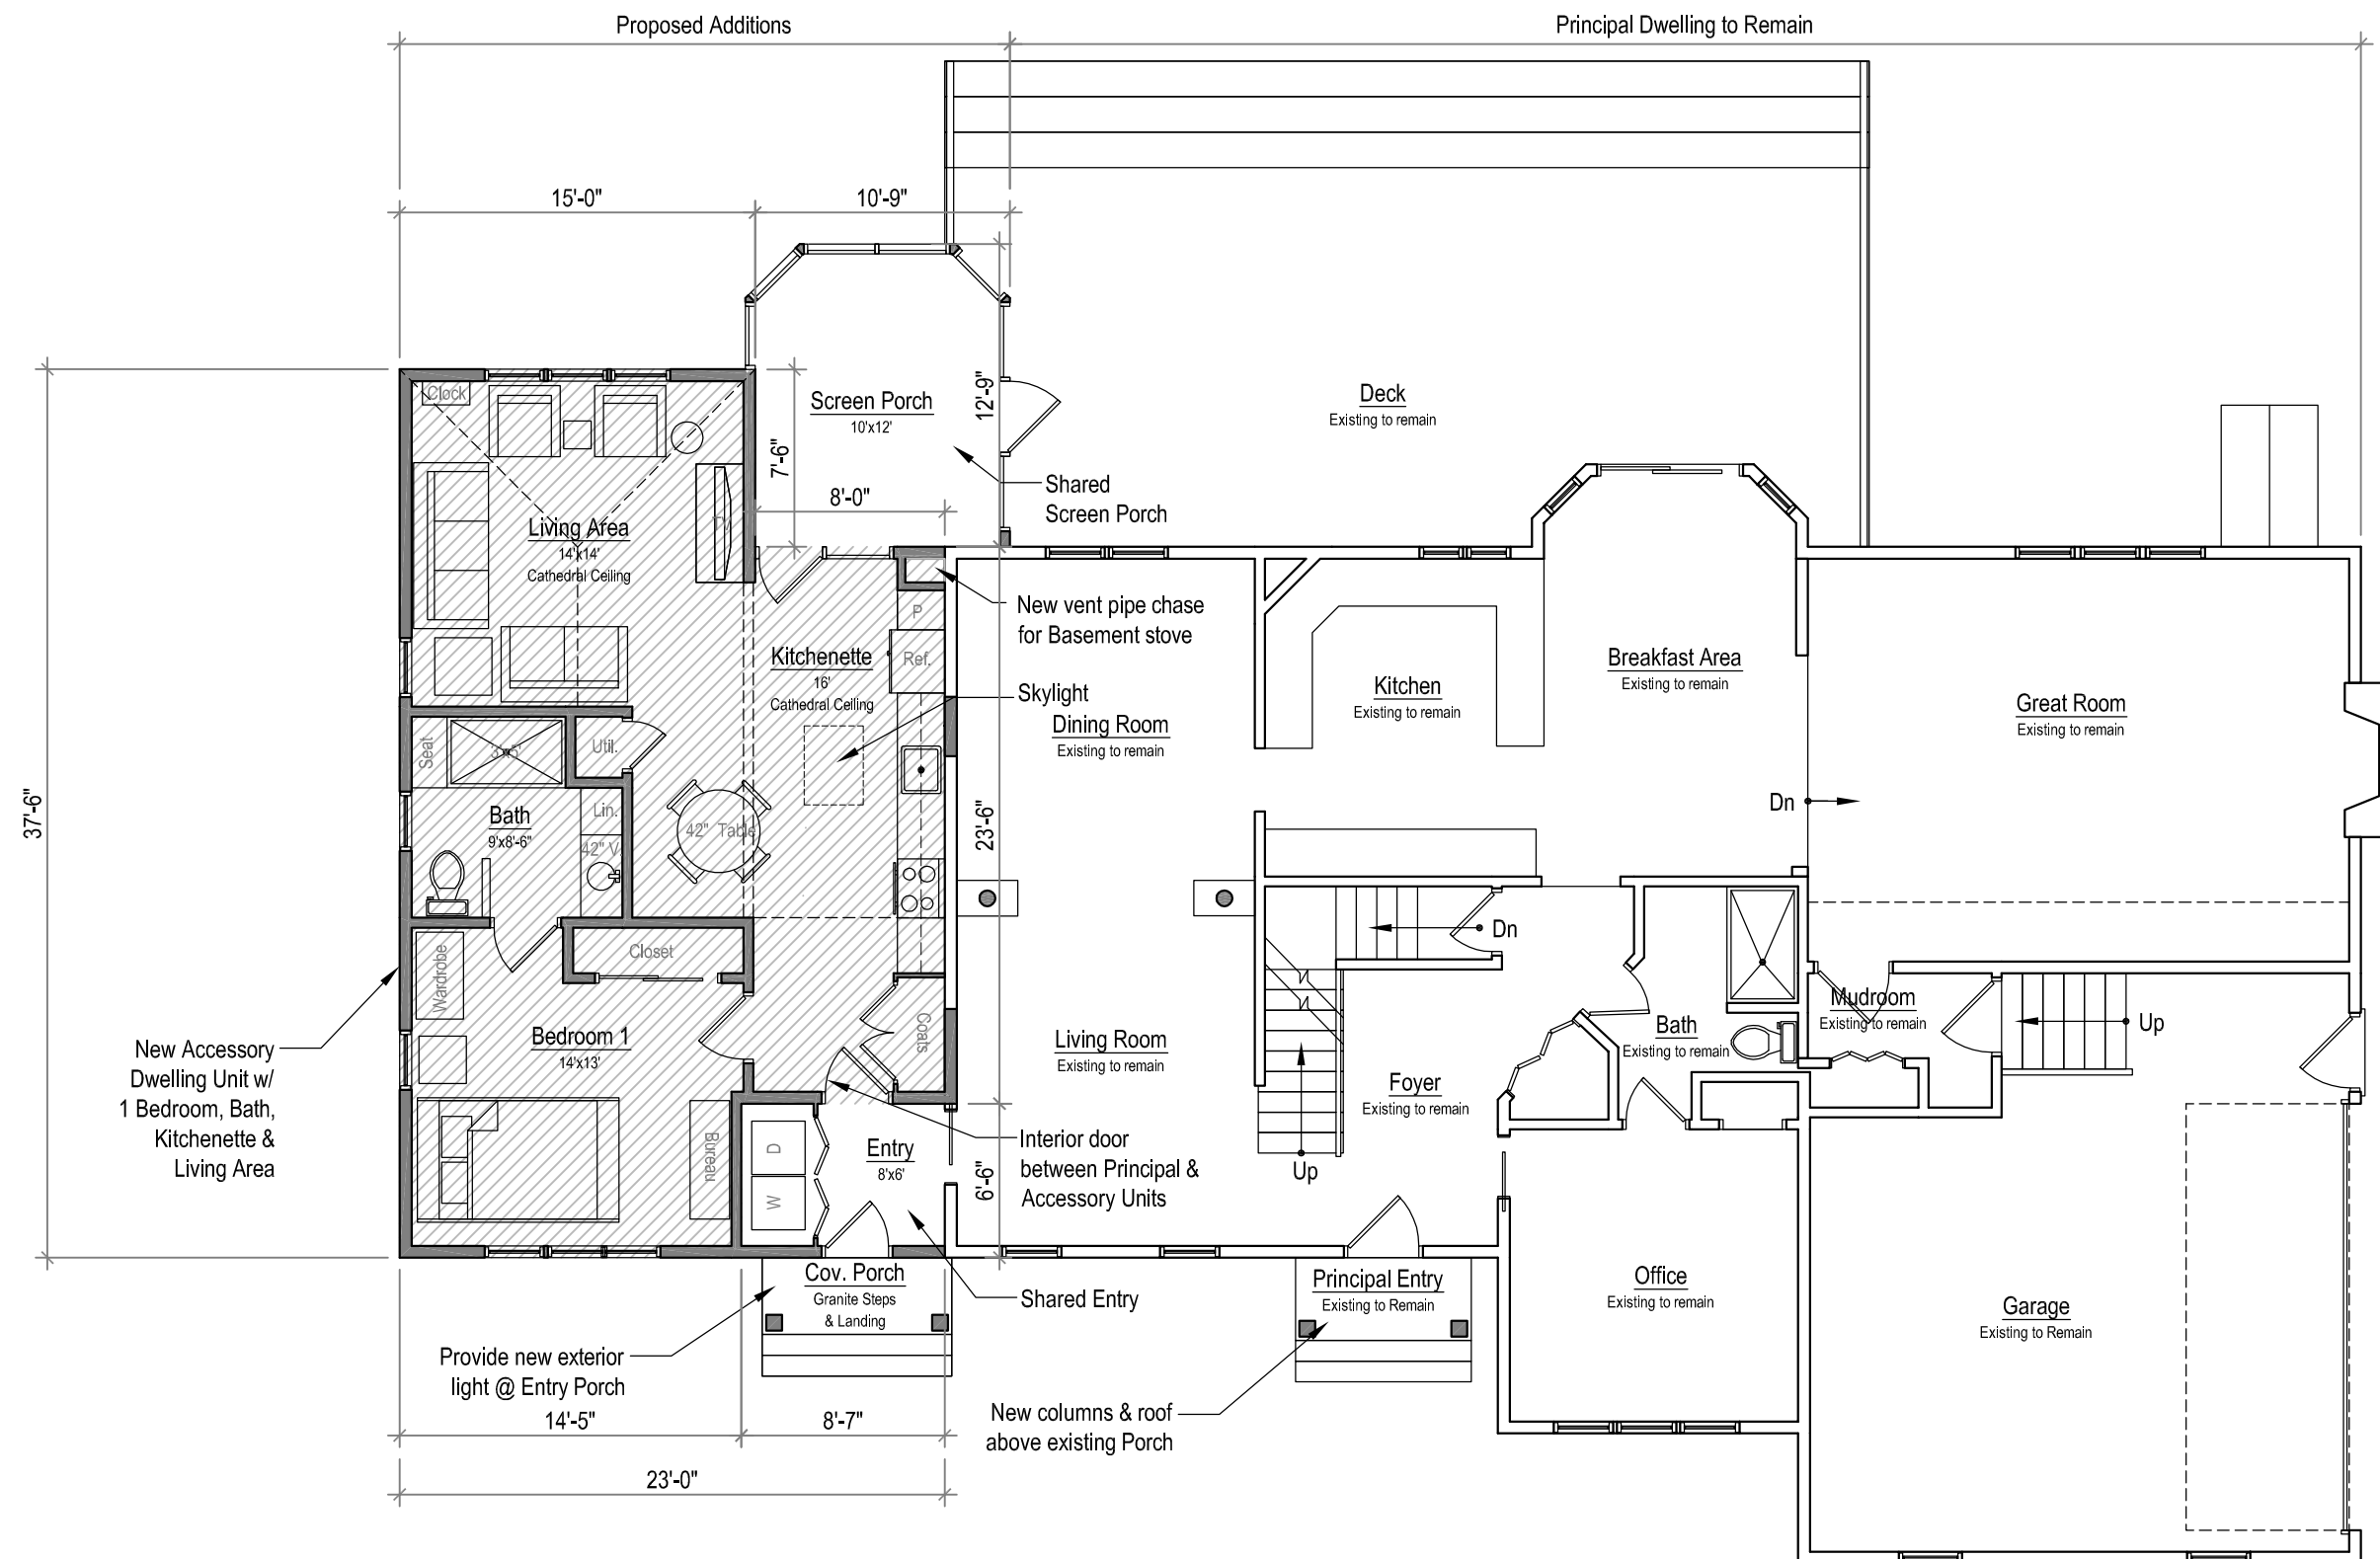 Proposed Additions
Principal Dwelling to Remain
15'-0"
10'-9"
Clock
Screen Porch
10'x12'
12'-9"
7'-6"
8'-0"
Shared
Screen Porch
Deck
Existing to remain
Living Area
14'x14'
Cathedral Ceiling
TV
New vent pipe chase
for Basement stove
P
Ref.
Kitchenette
16'
Cathedral Ceiling
Skylight
Dining Room
Existing to remain
Kitchen
Existing to remain
Breakfast Area
Existing to remain
Great Room
Existing to remain
37'-6"
Seat
3'x5'
Util.
Bath
9'x8'-6"
Lin.
42" V.
42" Table
23'-6"
Dn
Dn
Wardrobe
Closet
Bedroom 1
14'x13'
Coats
Living Room
Existing to remain
Foyer
Existing to remain
Bath
Existing to remain
Mudroom
Existing to remain
Up
New Accessory
Dwelling Unit w/
1 Bedroom, Bath,
Kitchenette &
Living Area
Bureau
D
W
Entry
8'x6'
6'-6"
Interior door
between Principal &
Accessory Units
Up
Cov. Porch
Granite Steps
& Landing
Shared Entry
Principal Entry
Existing to Remain
Office
Existing to remain
Garage
Existing to Remain
Provide new exterior
light @ Entry Porch
New columns & roof
above existing Porch
14'-5"
8'-7"
23'-0"